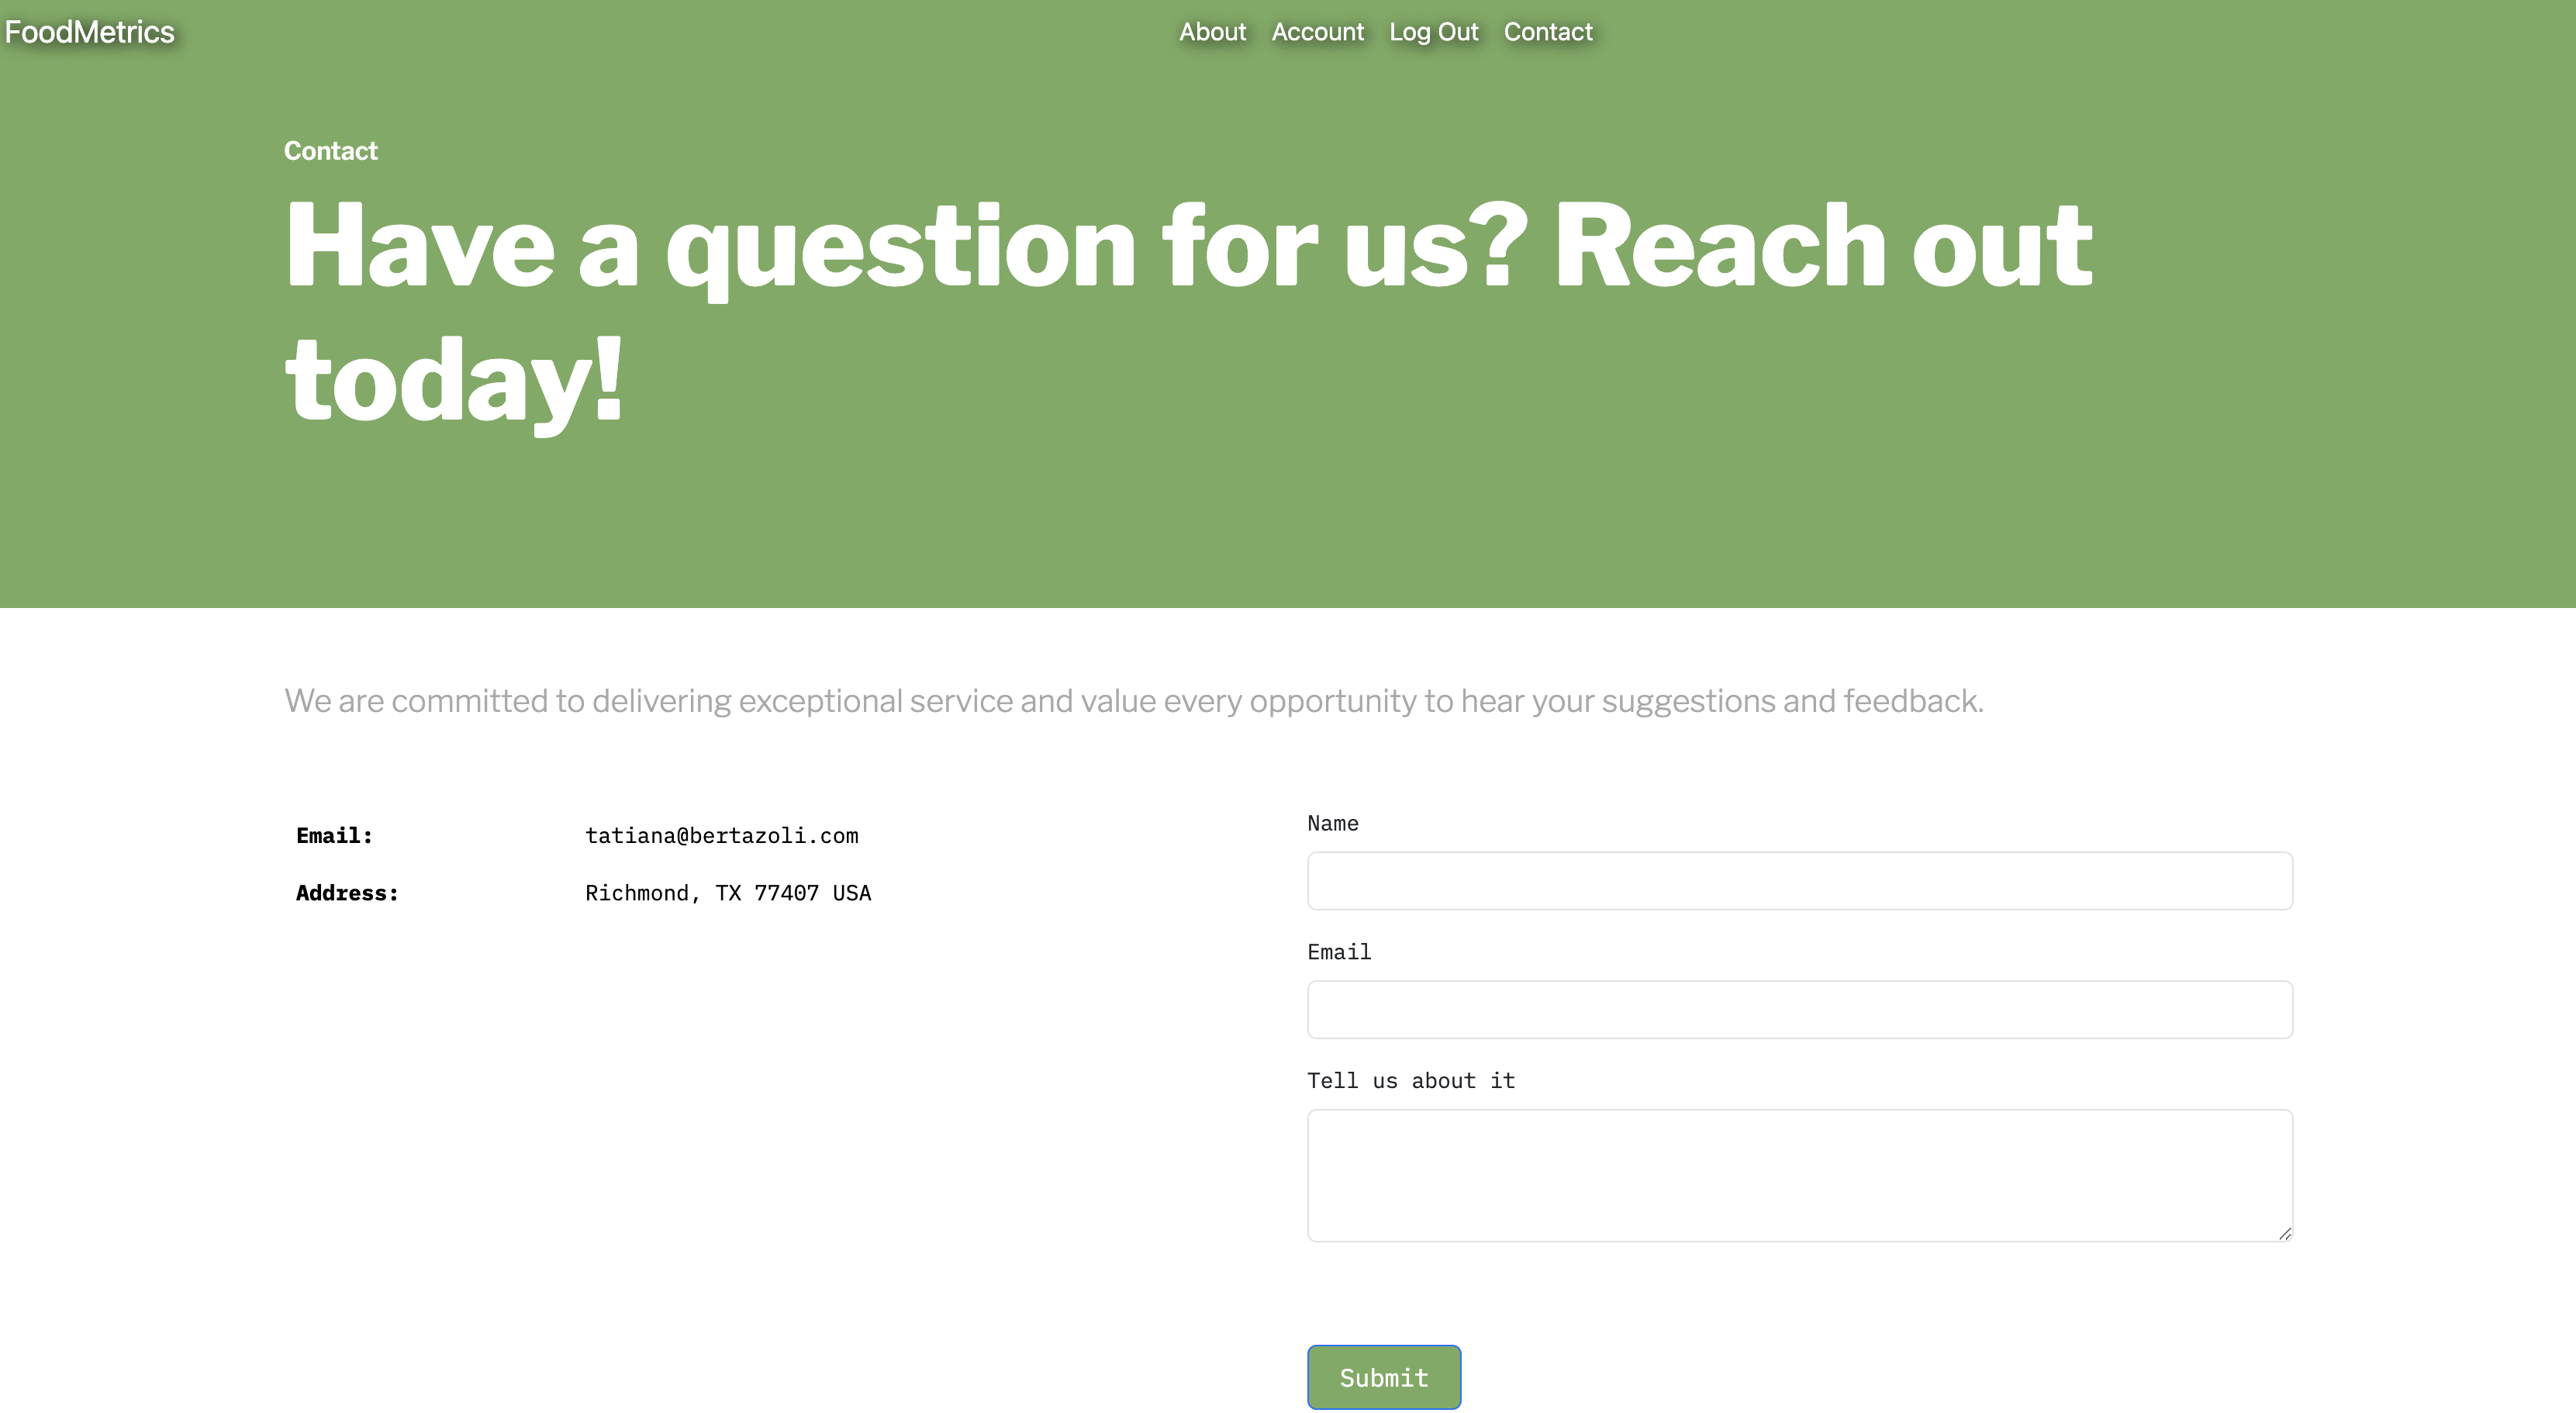 FoodMetrics
About Account Log Out Contact
Contact
Have a question for us? Reach out
today!
We are committed to delivering exceptional service and value every opportunity to hear your suggestions and feedback.
Email: tatiana@bertazoli.com
Address: Richmond, TX 77407 USA
Name
Email
Tell us about it
Submit